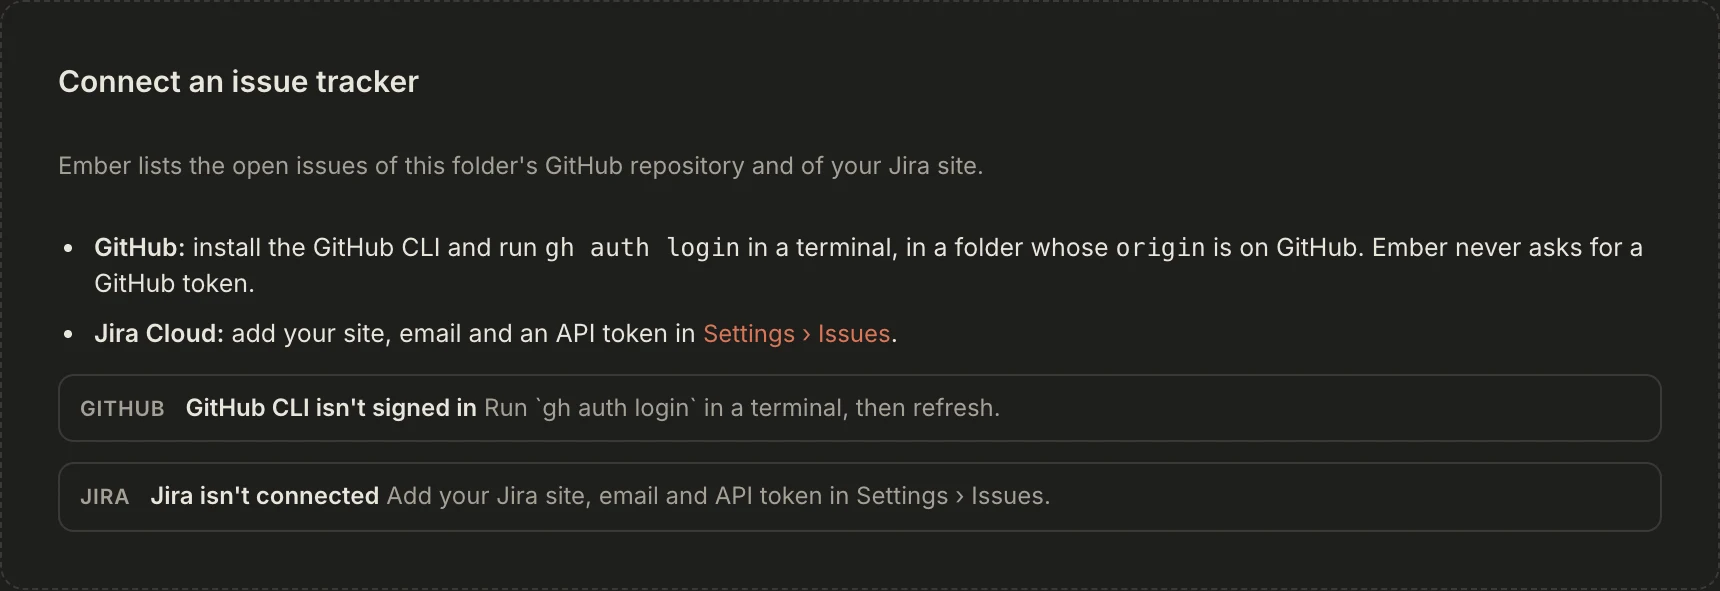 Connect an issue tracker
Ember lists the open issues of this folder's GitHub repository and of your Jira site.
• GitHub: install the GitHub CLI and run gh auth login in a terminal, in a folder whose origin is on GitHub. Ember never asks for a
GitHub token.
• Jira Cloud: add your site, email and an API token in Settings › Issues.
GITHUB GitHub CLI isn't signed in Run `gh auth login` in a terminal, then refresh.
JIRA Jira isn't connected Add your Jira site, email and API token in Settings › Issues.